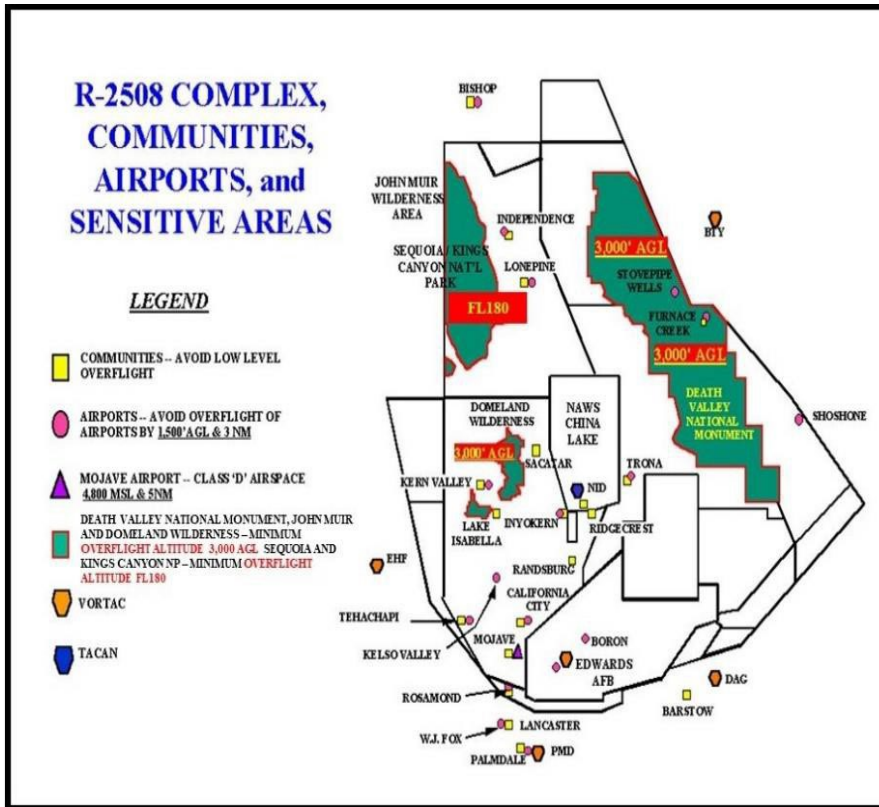 R-2508 COMPLEX,
COMMUNITIES,
AIRPORTS, and
SENSITIVE AREAS
LEGEND
COMMUNITIES -- AVOID LOW LEVEL
OVERFLIGHT
AIRPORTS -- AVOID OVERFLIGHT OF
AIRPORTS BY 1,500'AGL & 3 NM
MOJAVE AIRPORT -- CLASS 'D' AIRSPACE
4,800 MSL & 5NM
DEATH VALLEY NATIONAL MONUMENT, JOHN MUIR
AND DOMELAND WILDERNESS -- MINIMUM
OVERFLIGHT ALTITUDE 3,000 AGL SEQUOIA AND
KINGS CANYON NP -- MINIMUM OVERFLIGHT
ALTITUDE FL180
VORTAC
TACAN
BISHOP
JOHN MUIR
WILDERNESS
AREA
INDEPENDENCE
SEQUOIA / KINGS
CANYON NAT'L
PARK
LONEPINE
FL180
3,000' AGL
BTY
STOVEPIPE
WELLS
FURNACE
CREEK
3,000' AGL
DEATH
VALLEY
NATIONAL
MONUMENT
SHOSHONE
DOMELAND
WILDERNESS
NAWS
CHINA
LAKE
3,000' AGL
SACATAR
TRONA
KERN VALLEY
NID
LAKE
ISABELLA
INYOKERN
RIDGECREST
EHF
RANDSBURG
CALIFORNIA
CITY
TEHACHAPI
MOJAVE
BORON
KELSO VALLEY
EDWARDS
AFB
DAG
ROSAMOND
BARSTOW
LANCASTER
W.J. FOX
PALMDALE
PMD